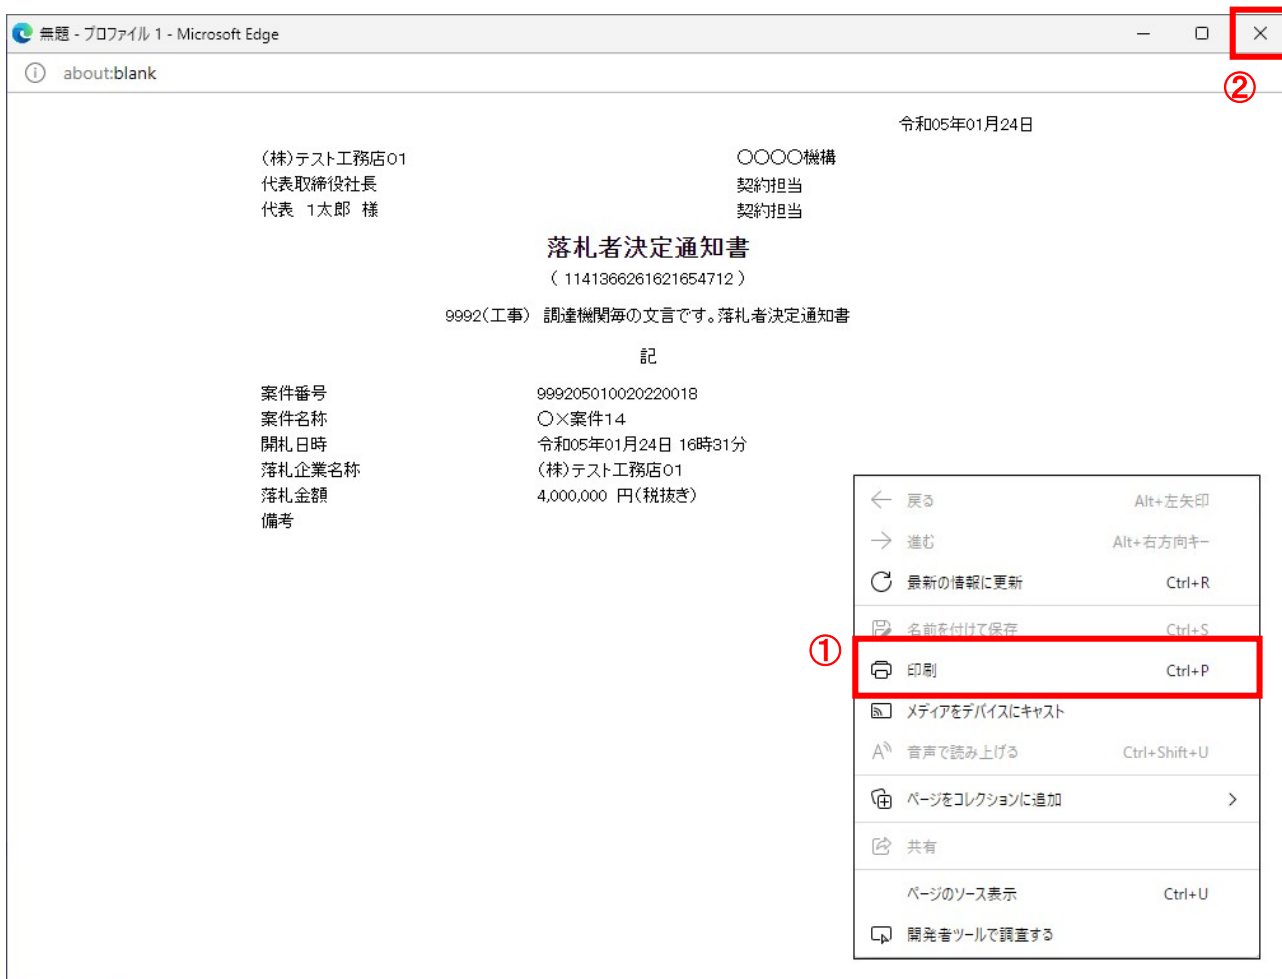 無題 - プロファイル 1 - Microsoft Edge
②
about:blank
令和05年01月24日
(株)テスト工務店01
〇〇〇〇機構
代表取締役社長
契約担当
代表 1太郎 様
契約担当
落札者決定通知書
( 1141366261621654712 )
9992(工事) 調達機関毎の文言です。落札者決定通知書
記
案件番号 999205010020220018
案件名称 〇×案件14
開札日時 令和05年01月24日 16時31分
落札企業名称 (株)テスト工務店01
落札金額 4,000,000 円(税抜き)
備考
戻る Alt+左矢印
進む Alt+右方向キー
最新の情報に更新 Ctrl+R
名前を付けて保存 Ctrl+S
①
印刷 Ctrl+P
メディアをデバイスにキャスト
音声で読み上げる Ctrl+Shift+U
ページをコレクションに追加
共有
ページのソース表示 Ctrl+U
開発者ツールで調査する